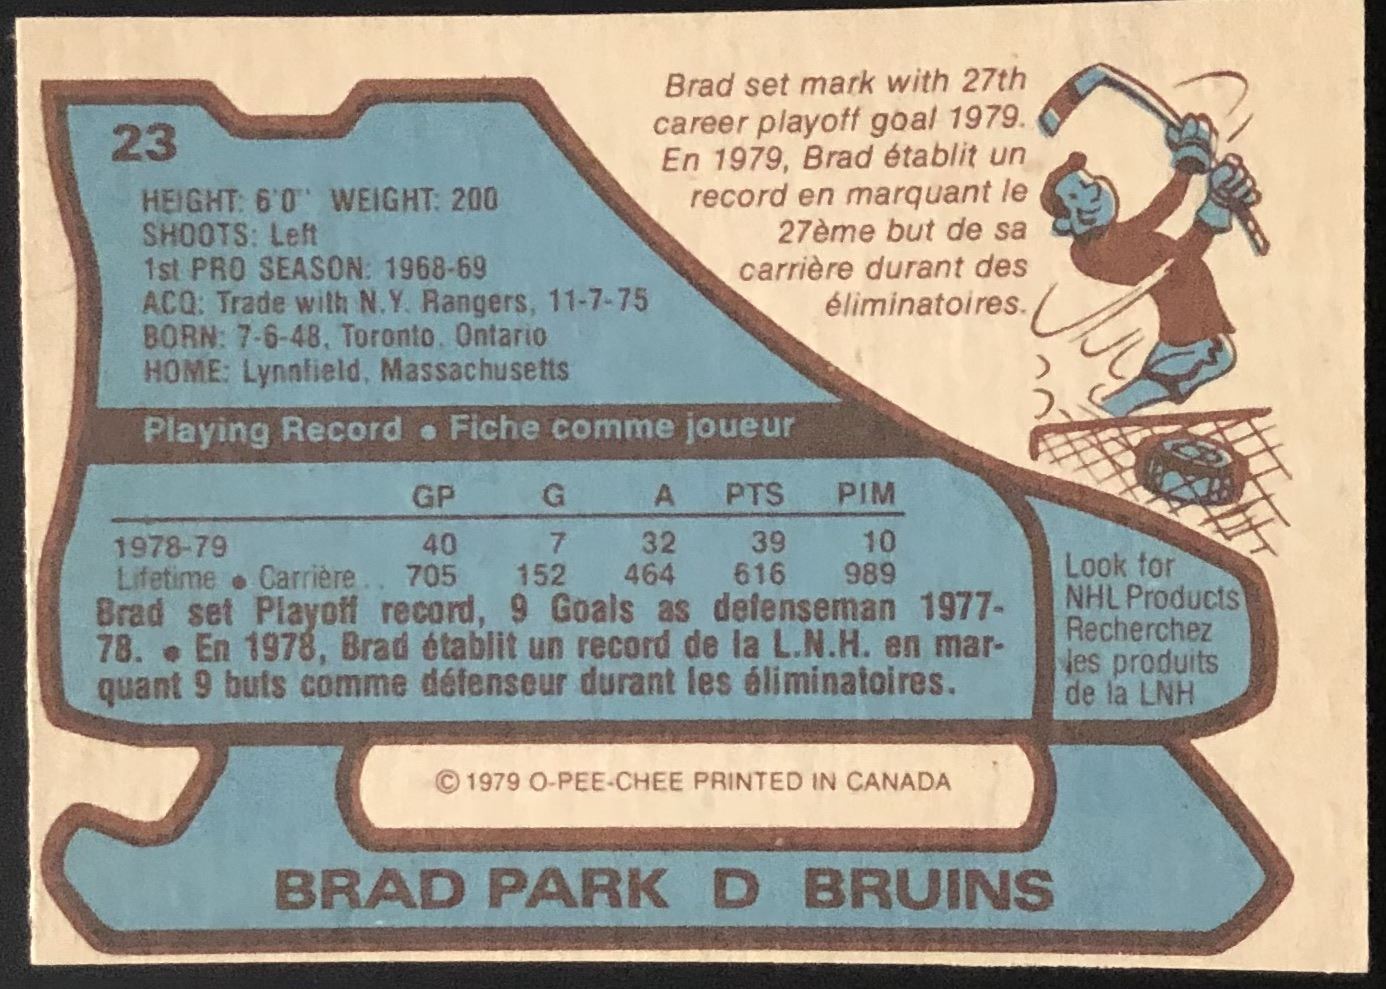 23
HEIGHT: 6'0" WEIGHT: 200
SHOOTS: Left
1st PRO SEASON: 1968-69
ACQ: Trade with N.Y. Rangers, 11-7-75
BORN: 7-6-48, Toronto, Ontario
HOME: Lynnfield, Massachusetts
Brad set mark with 27th
career playoff goal 1979.
En 1979, Brad établit un
record en marquant le
27ème but de sa
carrière durant des
éliminatoires.
Playing Record • Fiche comme joueur
GP G A PTS PIM
1978-79 40 7 32 39 10
Lifetime • Carrière .. 705 152 464 616 989
Brad set Playoff record, 9 Goals as defenseman 1977-
78. • En 1978, Brad établit un record de la L.N.H. en mar-
quant 9 buts comme défenseur durant les éliminatoires.
Look for
NHL Products
Recherchez
les produits
de la LNH
© 1979 O-PEE-CHEE PRINTED IN CANADA
BRAD PARK D BRUINS